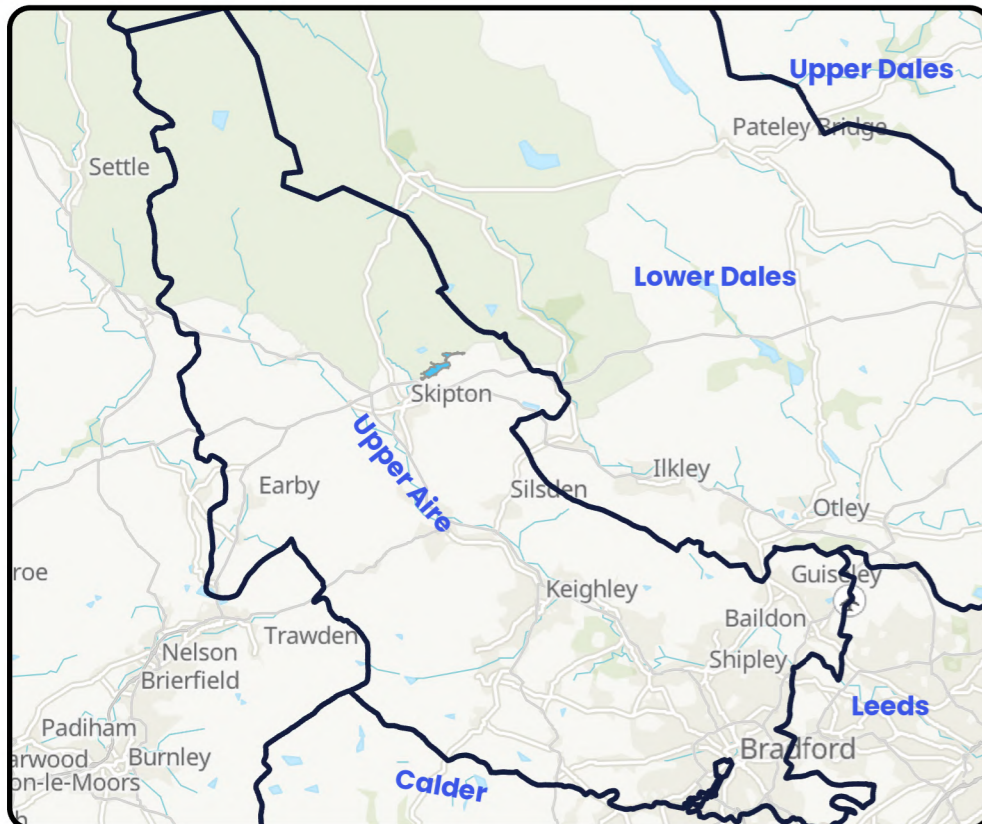 Upper Dales
Pateley Bridge
Settle
Lower Dales
Skipton
Upper Aire
Ilkley
Earby
Silsden
Otley
roe
Guiseley
Keighley
Baildon
Trawden
Nelson
Shipley
Brierfield
Leeds
Padiham
Bradford
arwood
Burnley
on-le-Moors
Calder
h